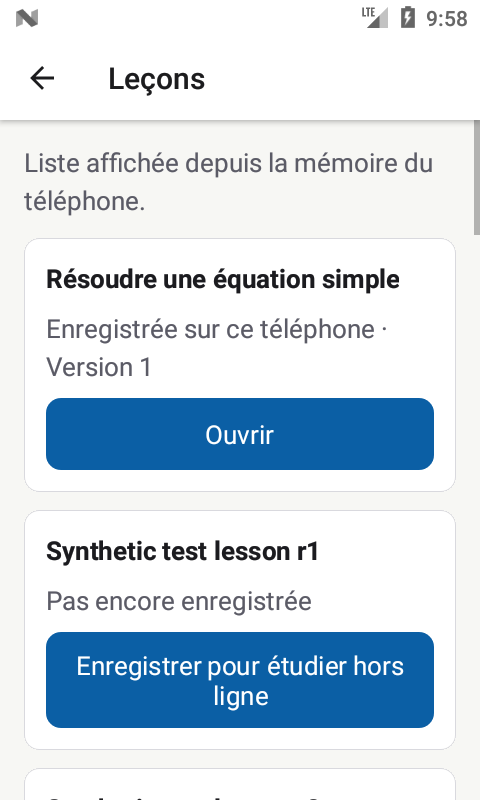 LTE 9:58
Leçons
Liste affichée depuis la mémoire du
téléphone.
Résoudre une équation simple
Enregistrée sur ce téléphone ·
Version 1
Ouvrir
Synthetic test lesson r1
Pas encore enregistrée
Enregistrer pour étudier hors
ligne